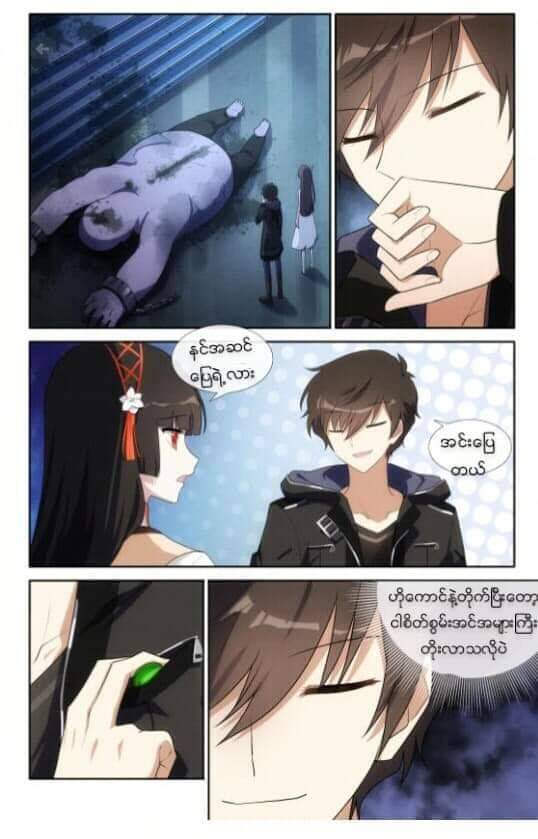 နင်အဆင်
ပြေရဲ့လား
အင်းပြေ
တယ်
ဟိုကောင်နဲ့တိုက်ပြီးတော့
ငါစိတ်စွမ်းအင်အများကြီး
တိုးလာသလိုပဲ